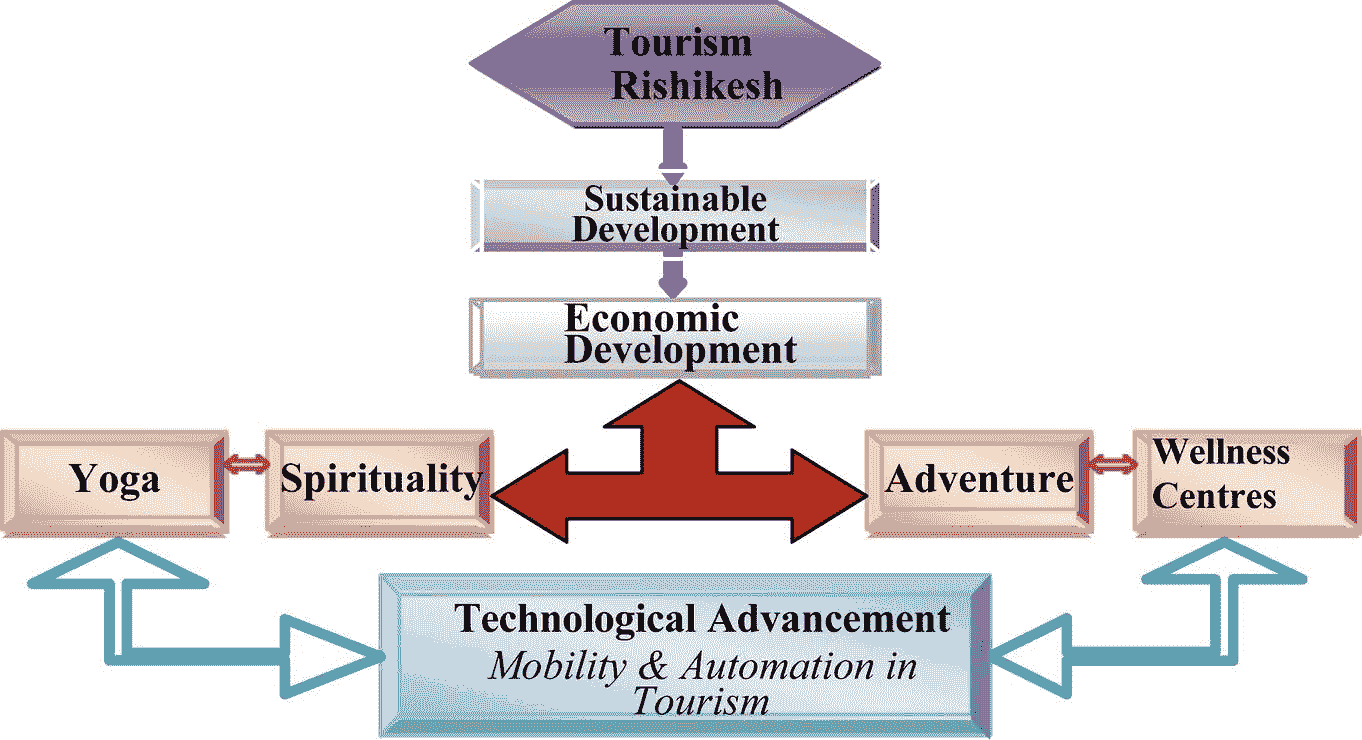 Tourism
Rishikesh
Sustainable
Development
Economic
Development
Yoga
Spirituality
Adventure
Wellness
Centres
Technological Advancement
Mobility & Automation in
Tourism